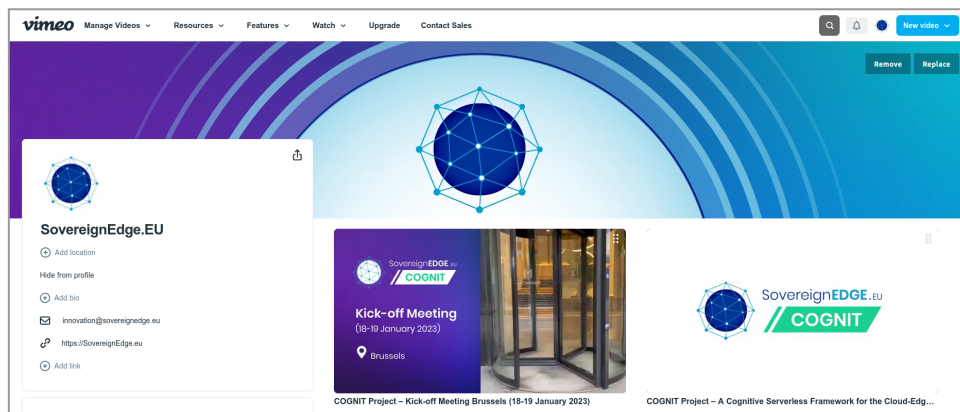 vimeo Manage Videos Resources Features Watch Upgrade Contact Sales New video
Remove Replace
SovereignEdge.EU
Add location
Hide from profile
Add bio
innovation@sovereignedge.eu
https://SovereignEdge.eu
Add link
SovereignEDGE.EU
COGNIT
Kick-off Meeting
(18-19 January 2023)
Brussels
COGNIT Project – Kick-off Meeting Brussels (18-19 January 2023)
SovereignEDGE.EU
COGNIT
COGNIT Project – A Cognitive Serverless Framework for the Cloud-Edg...